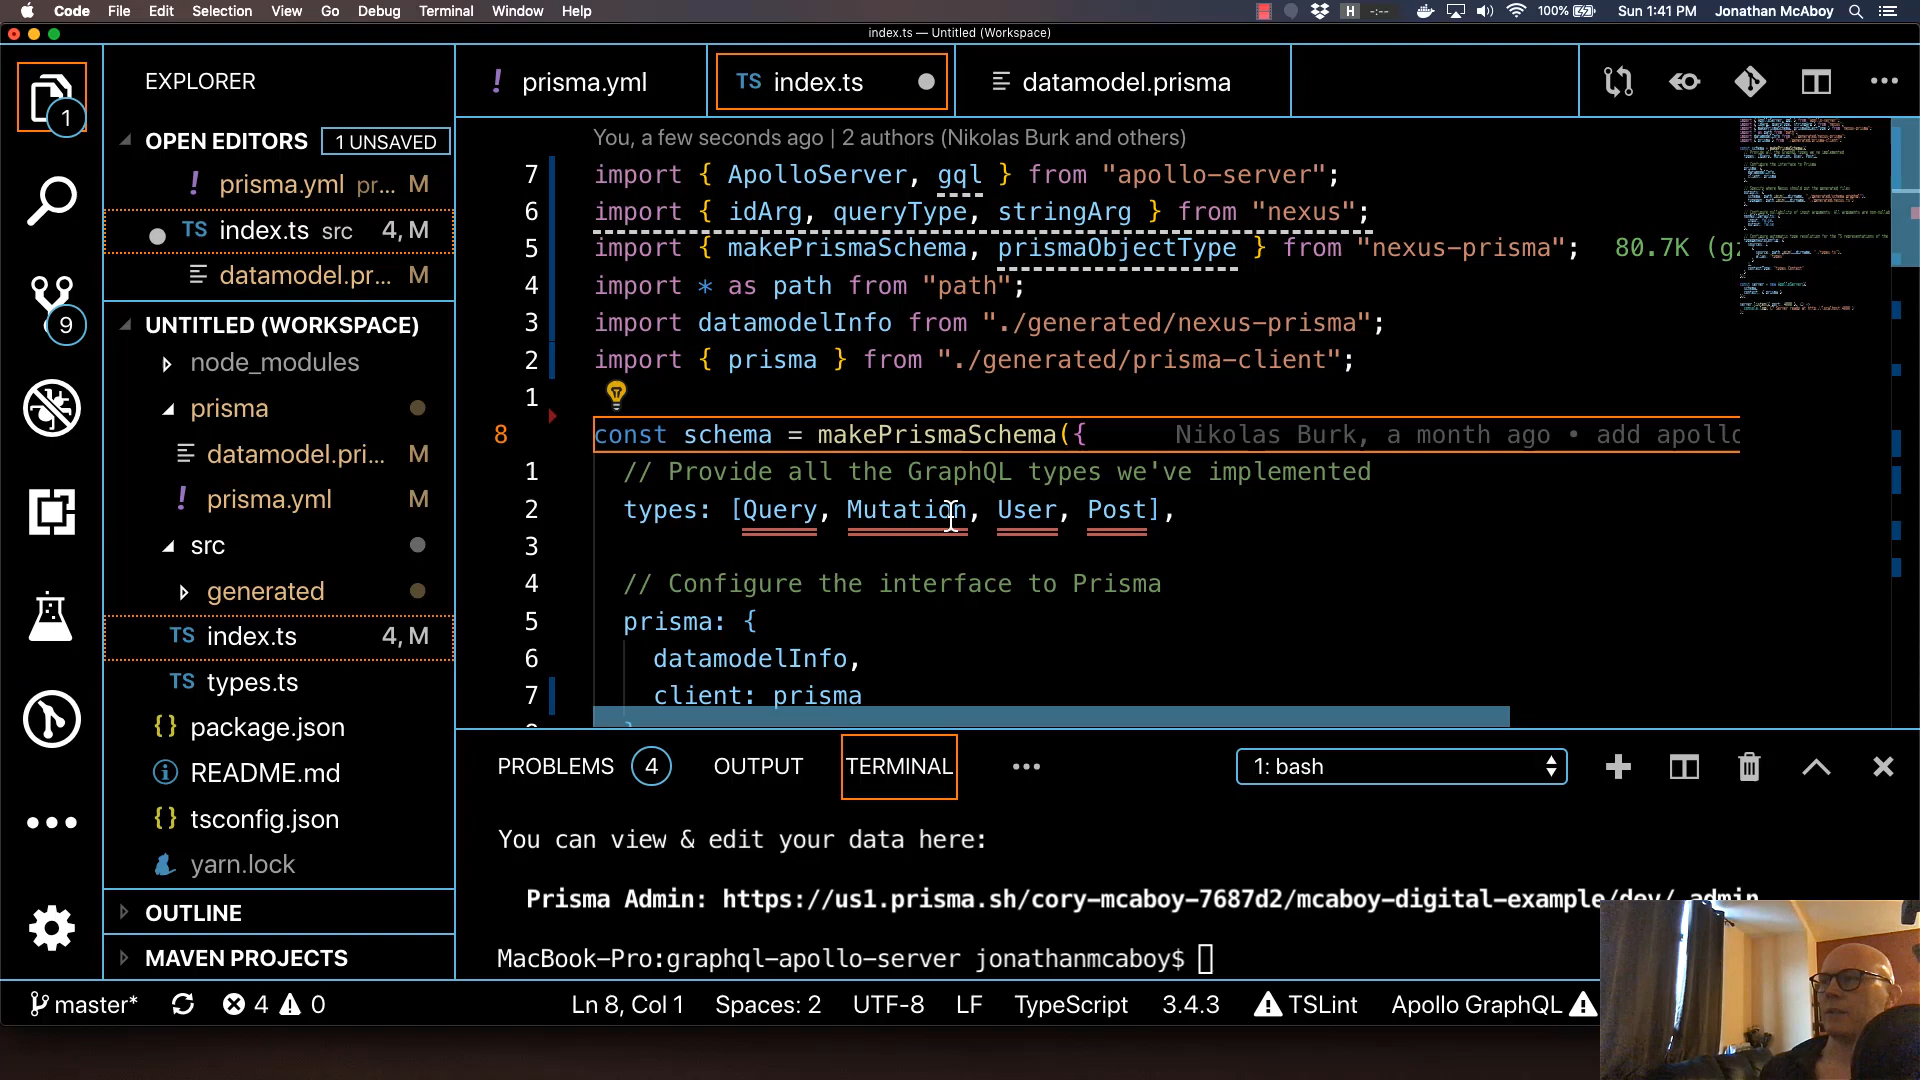 Code File Edit Selection View Go Debug Terminal Window Help
H -:-- 100% Sun 1:41 PM Jonathan McAboy
index.ts — Untitled (Workspace)
EXPLORER
1
OPEN EDITORS 1 UNSAVED
! prisma.yml pr... M
TS index.ts src 4, M
datamodel.pr... M
9
UNTITLED (WORKSPACE)
node_modules
prisma
datamodel.pri... M
! prisma.yml M
src
generated
TS index.ts 4, M
TS types.ts
{} package.json
README.md
{} tsconfig.json
yarn.lock
OUTLINE
MAVEN PROJECTS
! prisma.yml
TS index.ts
datamodel.prisma
You, a few seconds ago | 2 authors (Nikolas Burk and others)
7 import { ApolloServer, gql } from "apollo-server";
6 import { idArg, queryType, stringArg } from "nexus";
5 import { makePrismaSchema, prismaObjectType } from "nexus-prisma"; 80.7K (gz
4 import * as path from "path";
3 import datamodelInfo from "./generated/nexus-prisma";
2 import { prisma } from "./generated/prisma-client";
1
8 const schema = makePrismaSchema({ Nikolas Burk, a month ago • add apollo
1 // Provide all the GraphQL types we've implemented
2 types: [Query, Mutation, User, Post],
3
4 // Configure the interface to Prisma
5 prisma: {
6 datamodelInfo,
7 client: prisma
PROBLEMS 4 OUTPUT TERMINAL ... 1: bash
You can view & edit your data here:
Prisma Admin: https://us1.prisma.sh/cory-mcaboy-7687d2/mcaboy-digital-example/dev/_admin
MacBook-Pro:graphql-apollo-server jonathanmcaboy$
master* 4 0 Ln 8, Col 1 Spaces: 2 UTF-8 LF TypeScript 3.4.3 TSLint Apollo GraphQL